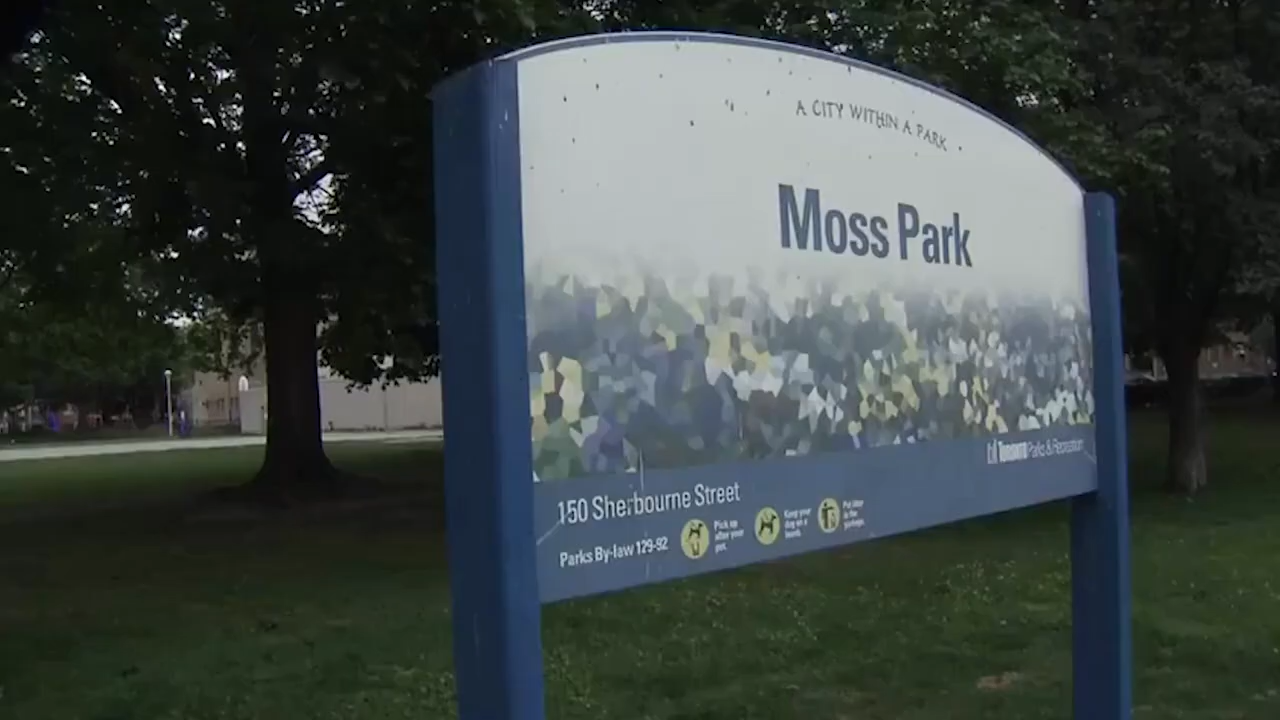 A CITY WITHIN A PARK
Moss Park
TORONTO Parks & Recreation
150 Sherbourne Street
Parks By-law 129-92
Pick up
after your
pet.
Keep your
dog on a
leash.
Put litter
in the
garbage.